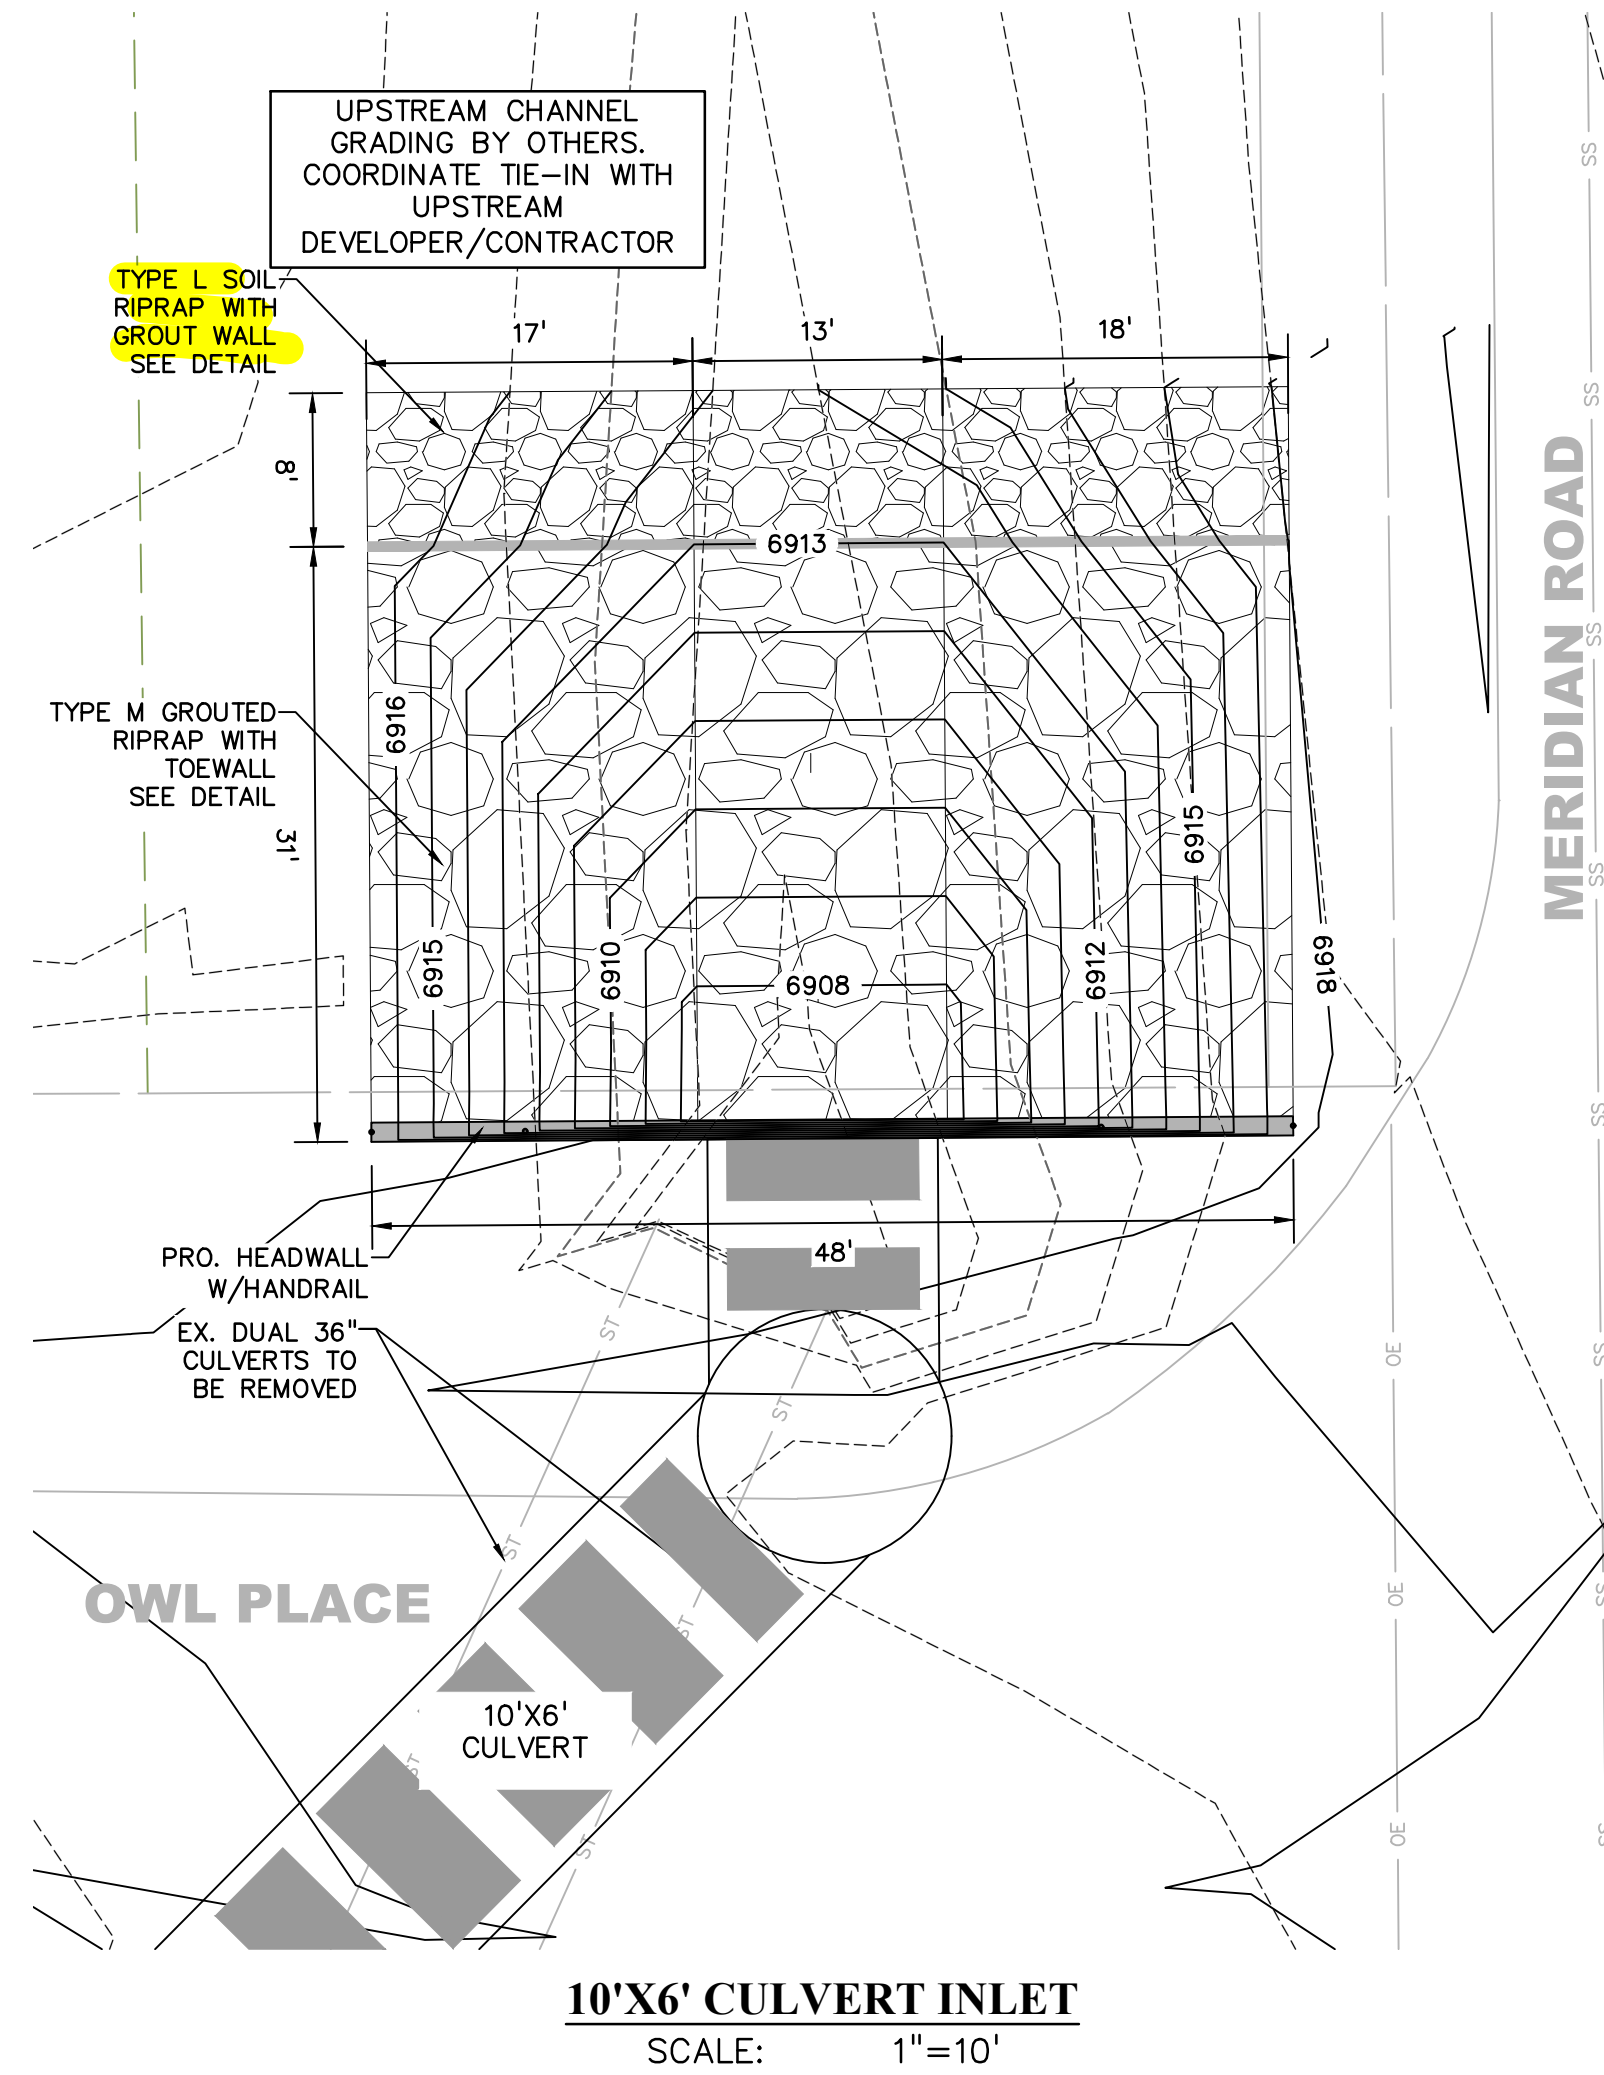 UPSTREAM CHANNEL
GRADING BY OTHERS.
COORDINATE TIE-IN WITH
UPSTREAM
DEVELOPER/CONTRACTOR
TYPE L SOIL
RIPRAP WITH
GROUT WALL
SEE DETAIL
17'
13'
18'
8'
6913
TYPE M GROUTED
RIPRAP WITH
TOEWALL
SEE DETAIL
31'
6916
6915
6910
6908
6912
6915
6918
MERIDIAN ROAD
SS
SS
SS
SS
SS
SS
SS
SS
PRO. HEADWALL
W/HANDRAIL
48'
EX. DUAL 36"
CULVERTS TO
BE REMOVED
ST
ST
ST
ST
ST
ST
OE
OE
OE
OWL PLACE
10'X6'
CULVERT
10'X6' CULVERT INLET
SCALE: 1"=10'